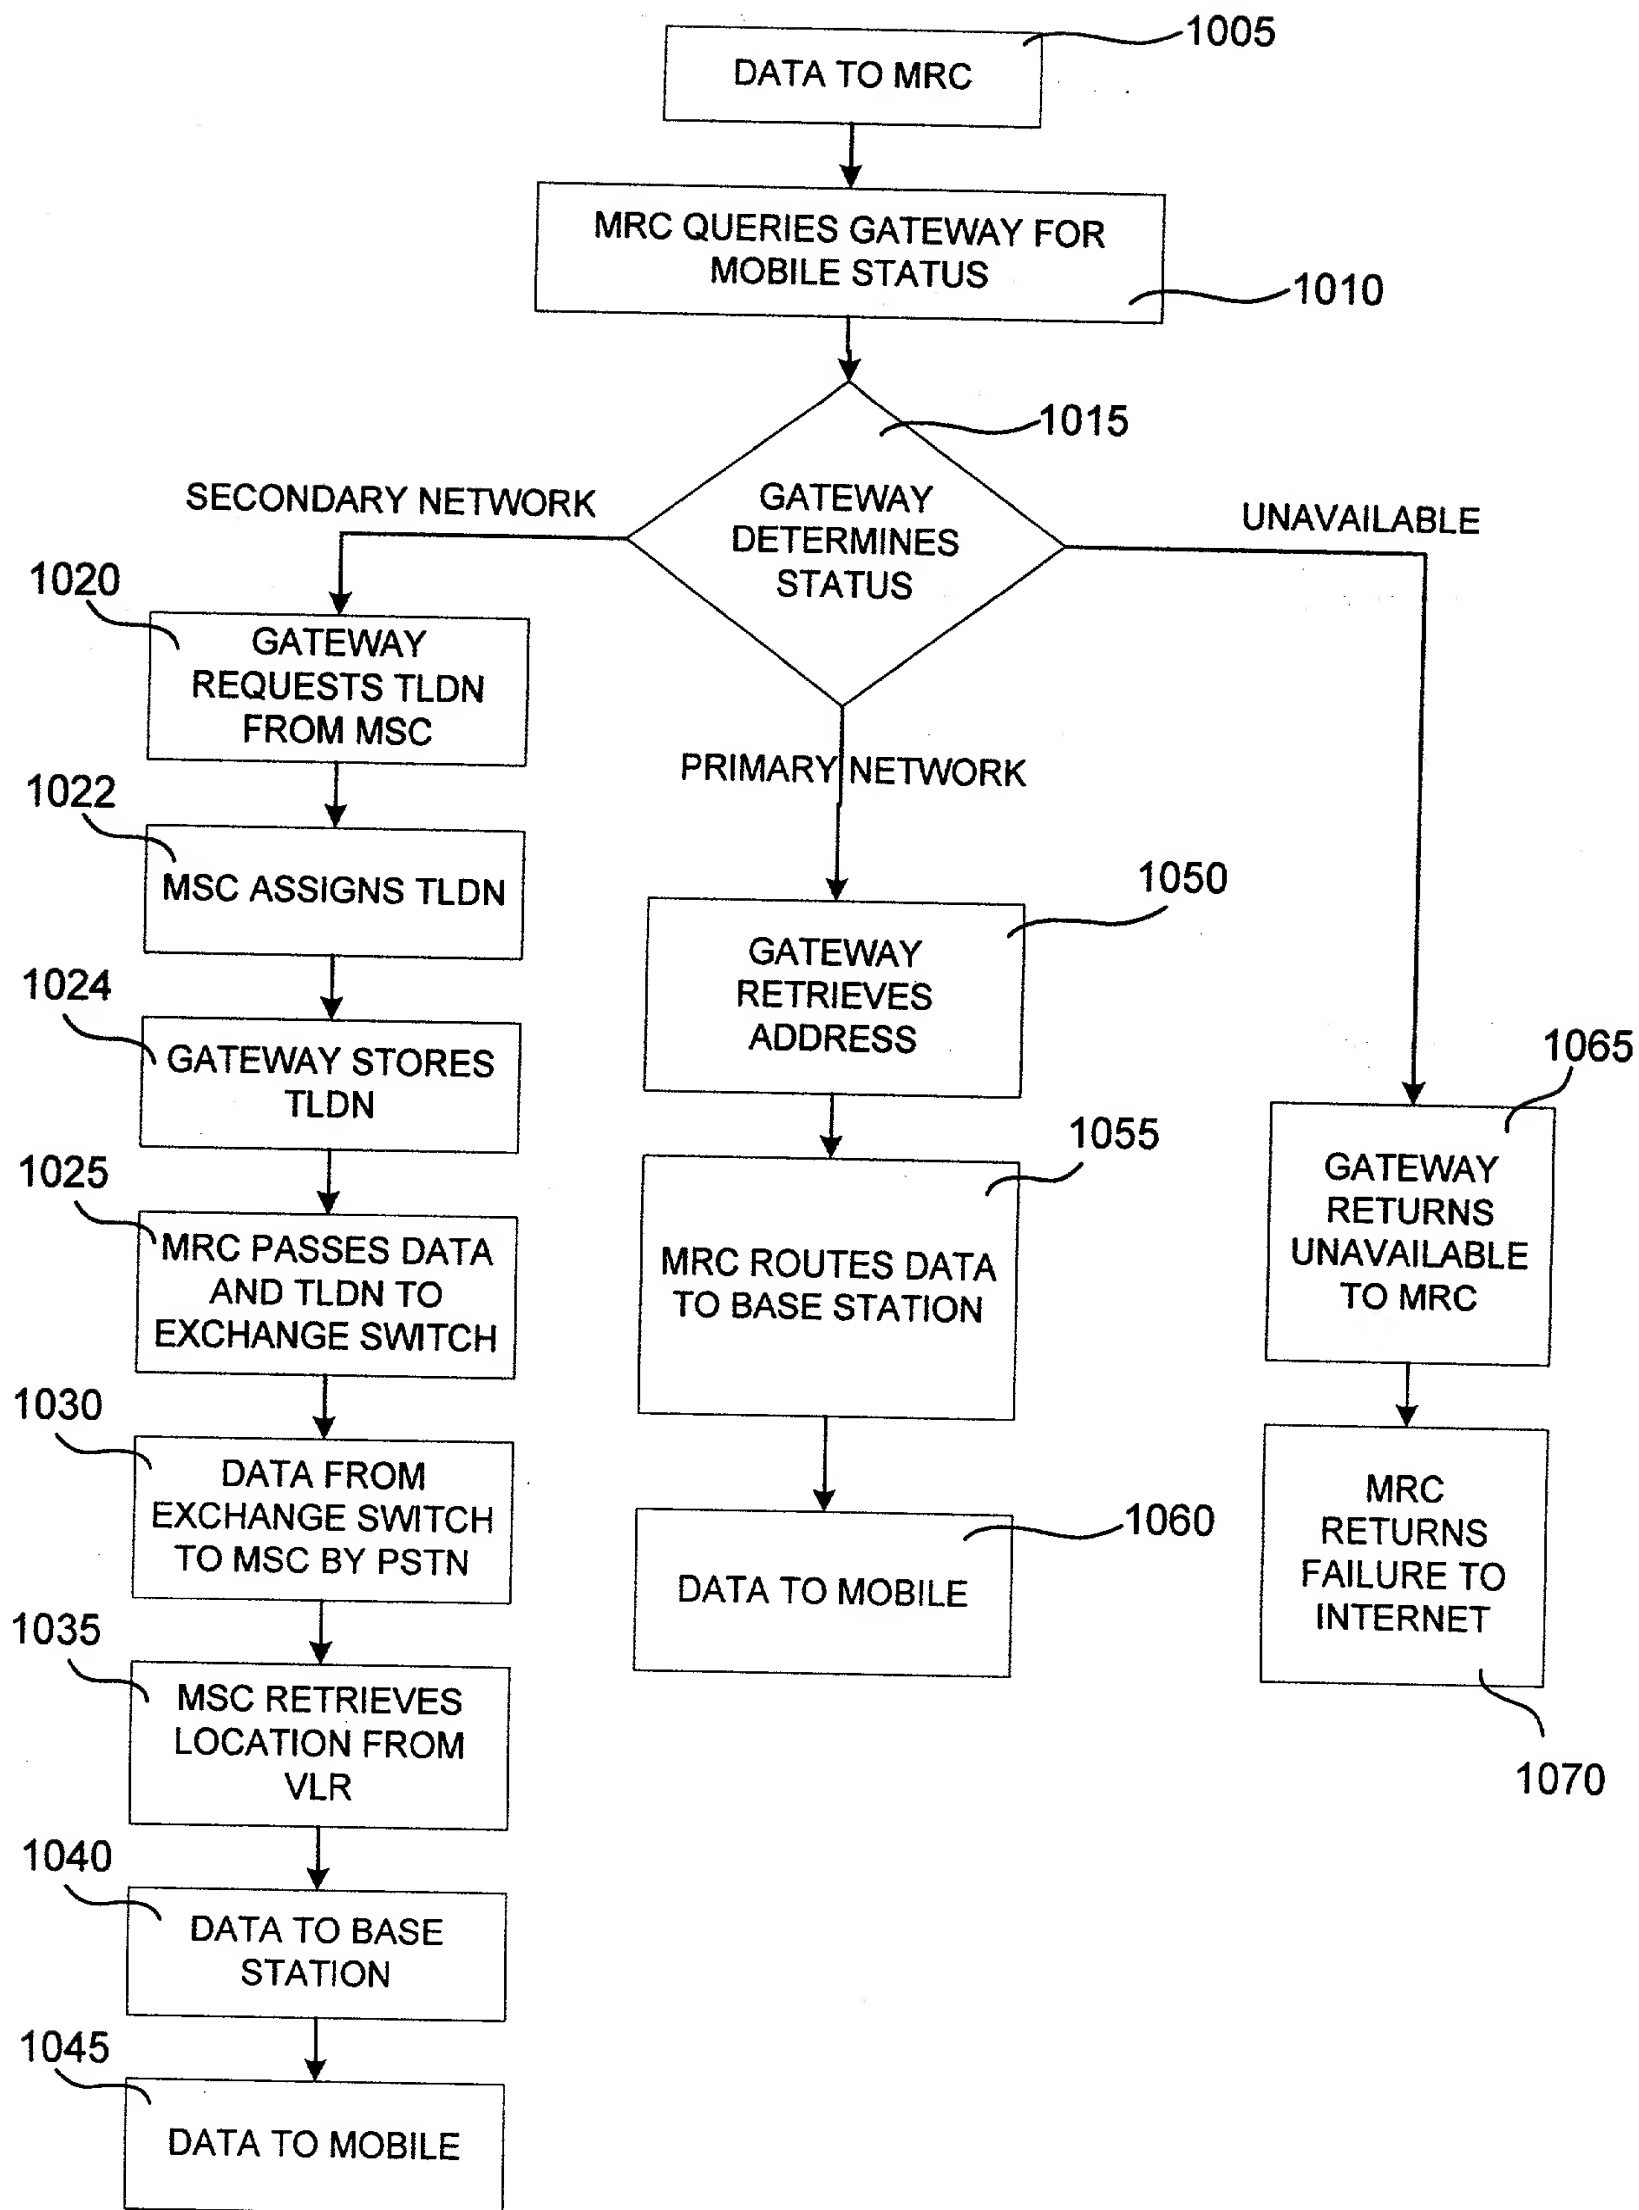 1005
DATA TO MRC
MRC QUERIES GATEWAY FOR
MOBILE STATUS
1010
1015
GATEWAY
DETERMINES
STATUS
SECONDARY NETWORK
UNAVAILABLE
PRIMARY NETWORK
1020
GATEWAY
REQUESTS TLDN
FROM MSC
1022
MSC ASSIGNS TLDN
1024
GATEWAY STORES
TLDN
1025
MRC PASSES DATA
AND TLDN TO
EXCHANGE SWITCH
1030
DATA FROM
EXCHANGE SWITCH
TO MSC BY PSTN
1035
MSC RETRIEVES
LOCATION FROM
VLR
1040
DATA TO BASE
STATION
1045
DATA TO MOBILE
1050
GATEWAY
RETRIEVES
ADDRESS
1055
MRC ROUTES DATA
TO BASE STATION
1060
DATA TO MOBILE
1065
GATEWAY
RETURNS
UNAVAILABLE
TO MRC
MRC
RETURNS
FAILURE TO
INTERNET
1070